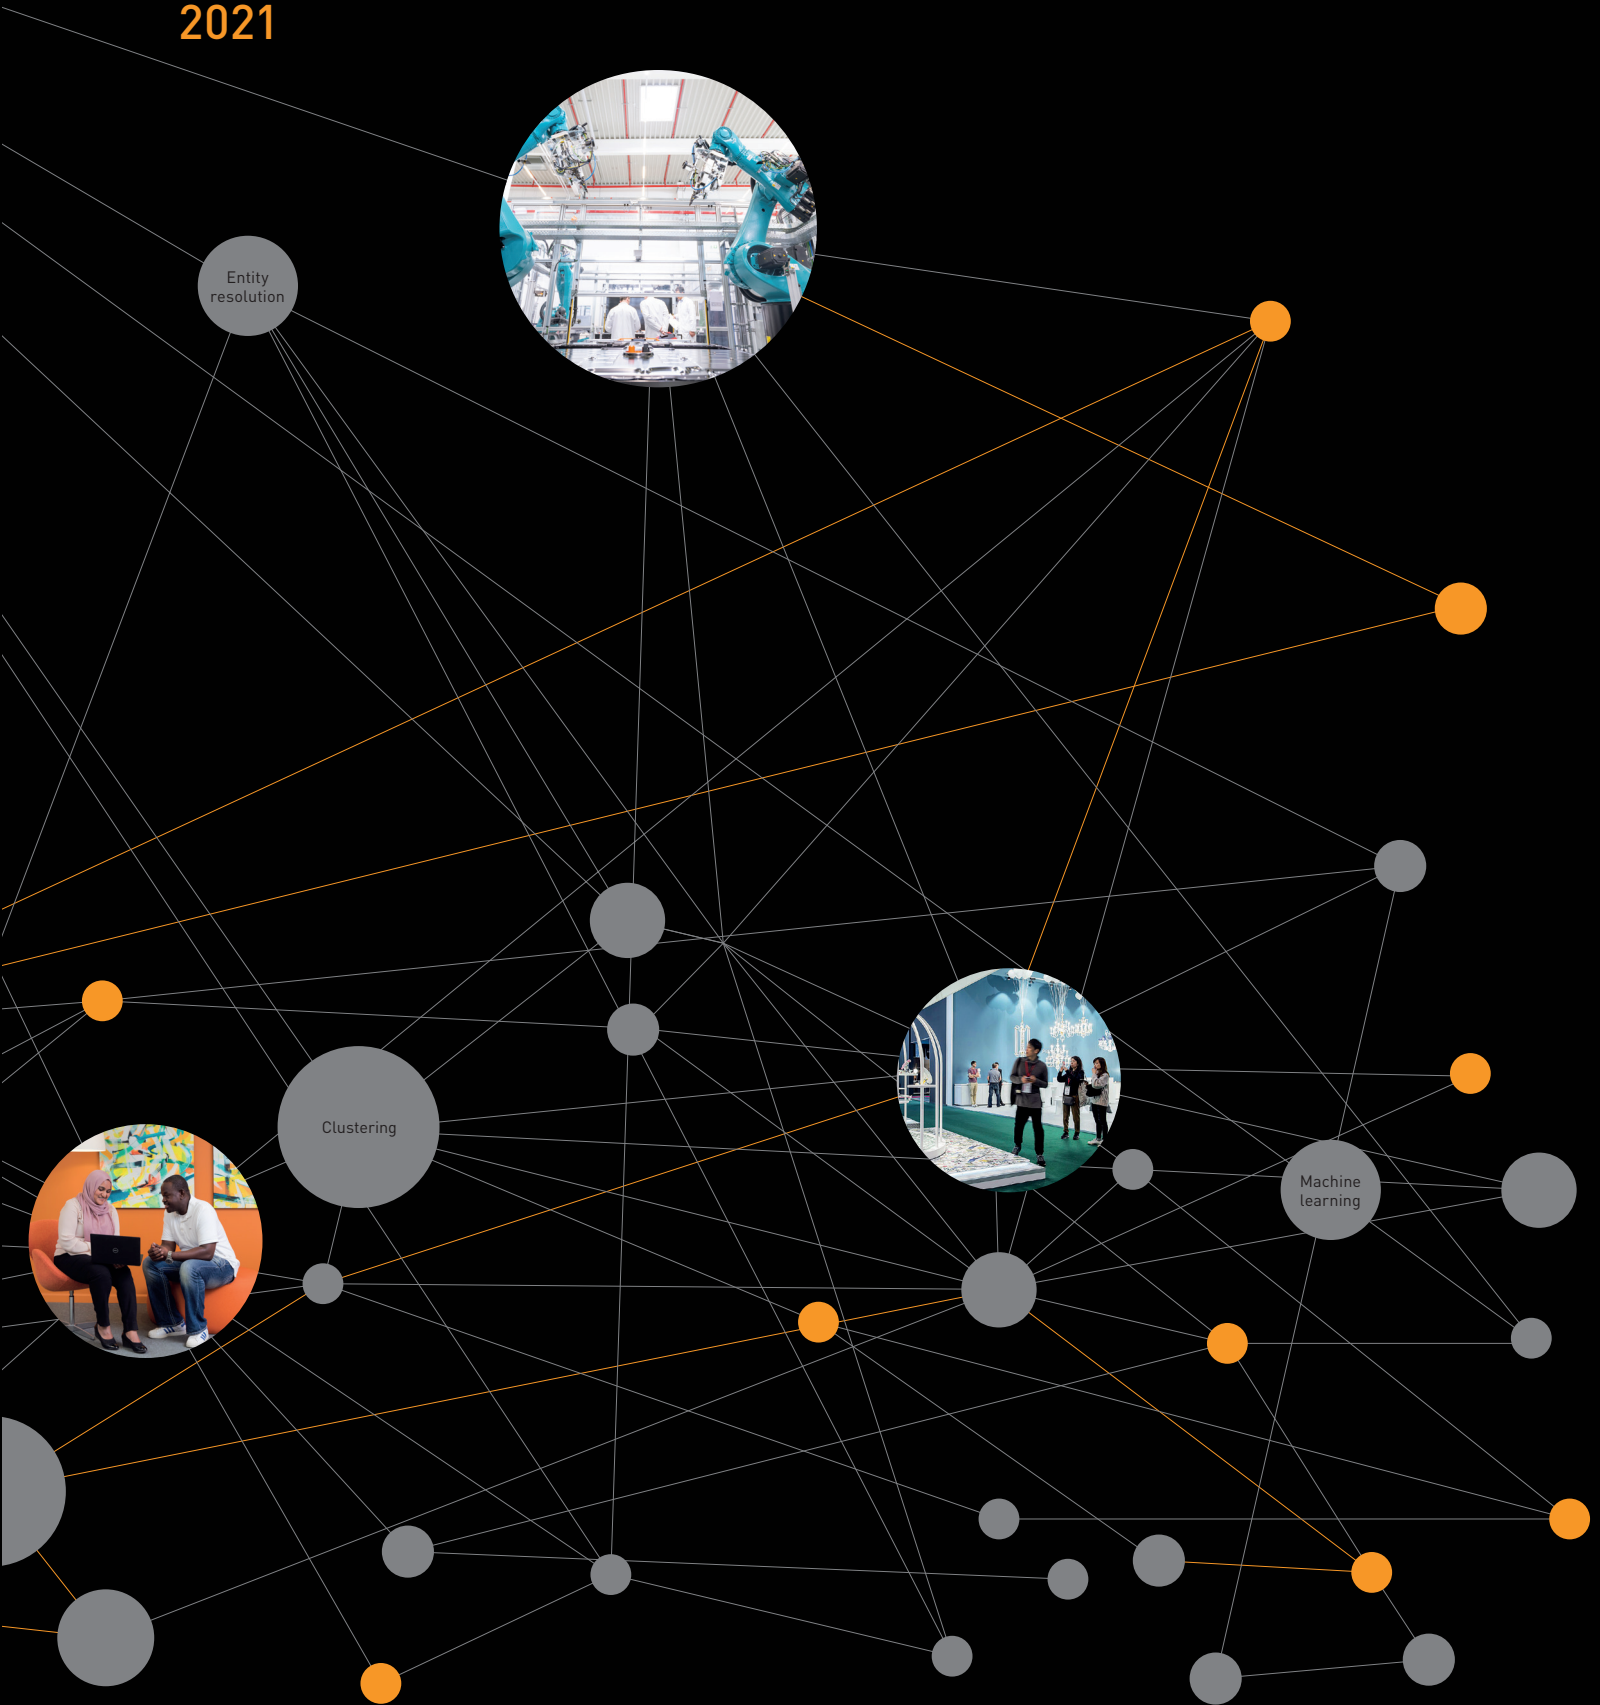 2021
Entity
resolution
Clustering
Machine
learning